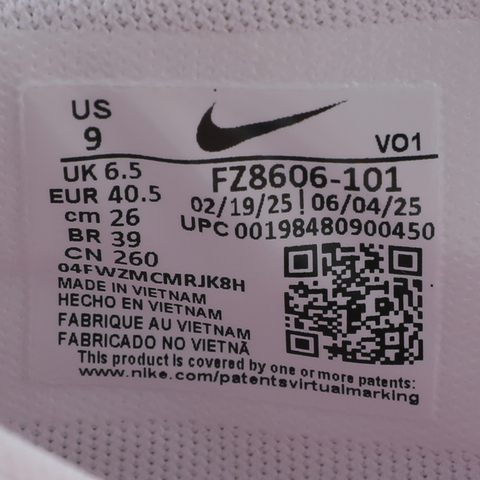 US
9
VO1
UK 6.5
EUR 40.5
cm 26
BR 39
CN 260
FZ8606-101
02/19/25 | 06/04/25
UPC 00198480900450
04FWZMCMRJK8H
MADE IN VIETNAM
HECHO EN VIETNAM
FABRIQUE AU VIETNAM
FABRICADO NO VIETNÃ
This product is covered by one or more patents:
www.nike.com/patentsvirtualmarking